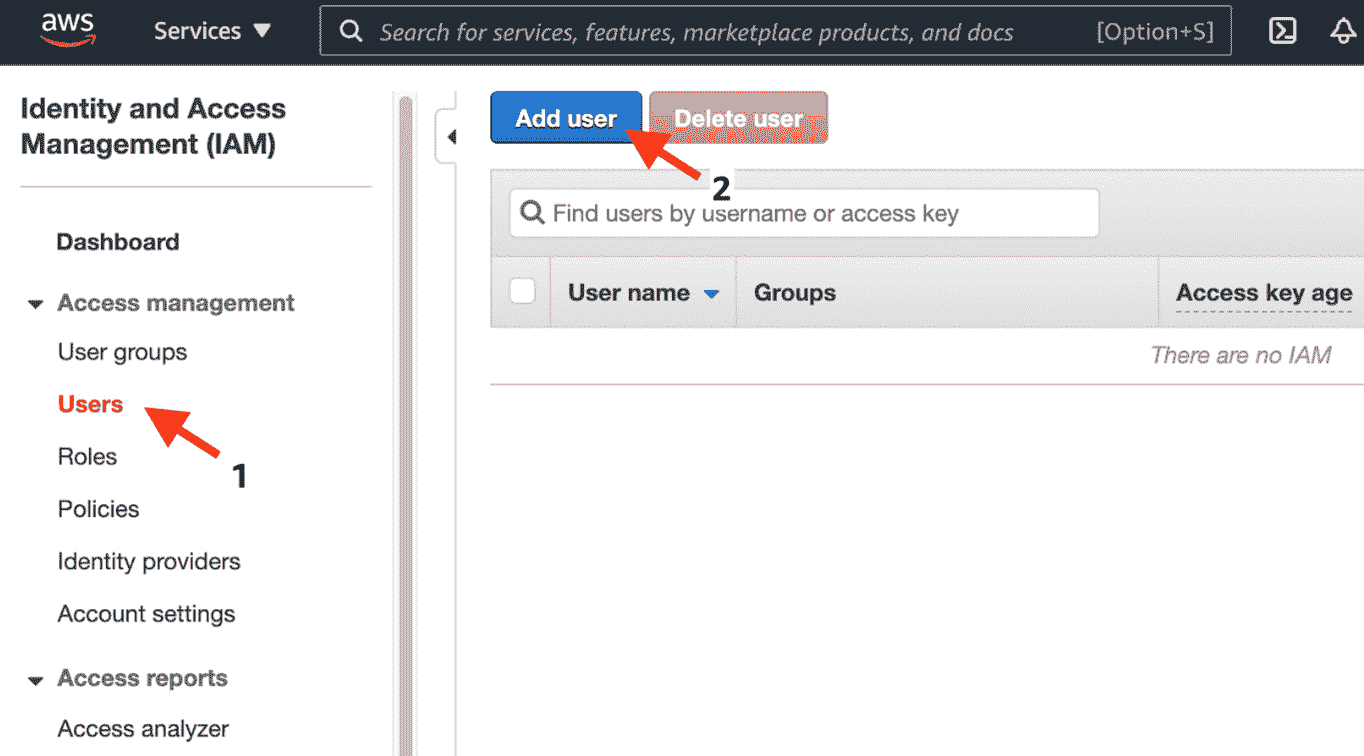 aws
Services
Search for services, features, marketplace products, and docs
[Option+S]
Identity and Access
Management (IAM)
Dashboard
Access management
User groups
Users
1
Roles
Policies
Identity providers
Account settings
Access reports
Access analyzer
Add user
Delete user
2
Find users by username or access key
User name
Groups
Access key age
There are no IAM